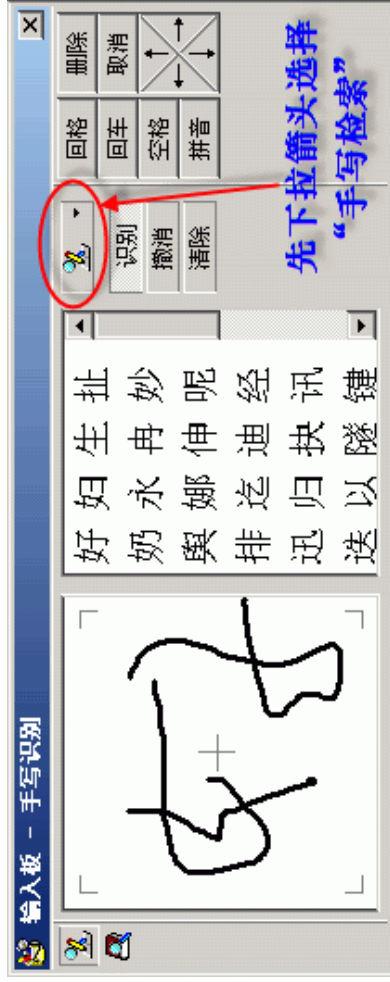 输入板 - 手写识别
好
好 妇 生 扯
奶 永 冉 妙
舆 娜 伸 呢
排 迄 迪 经
迅 归 抉 讯
迭 以 隧 键
识别
撤消
清除
回格 删除
回车 取消
空格
拼音
先下拉箭头选择
“手写检索”